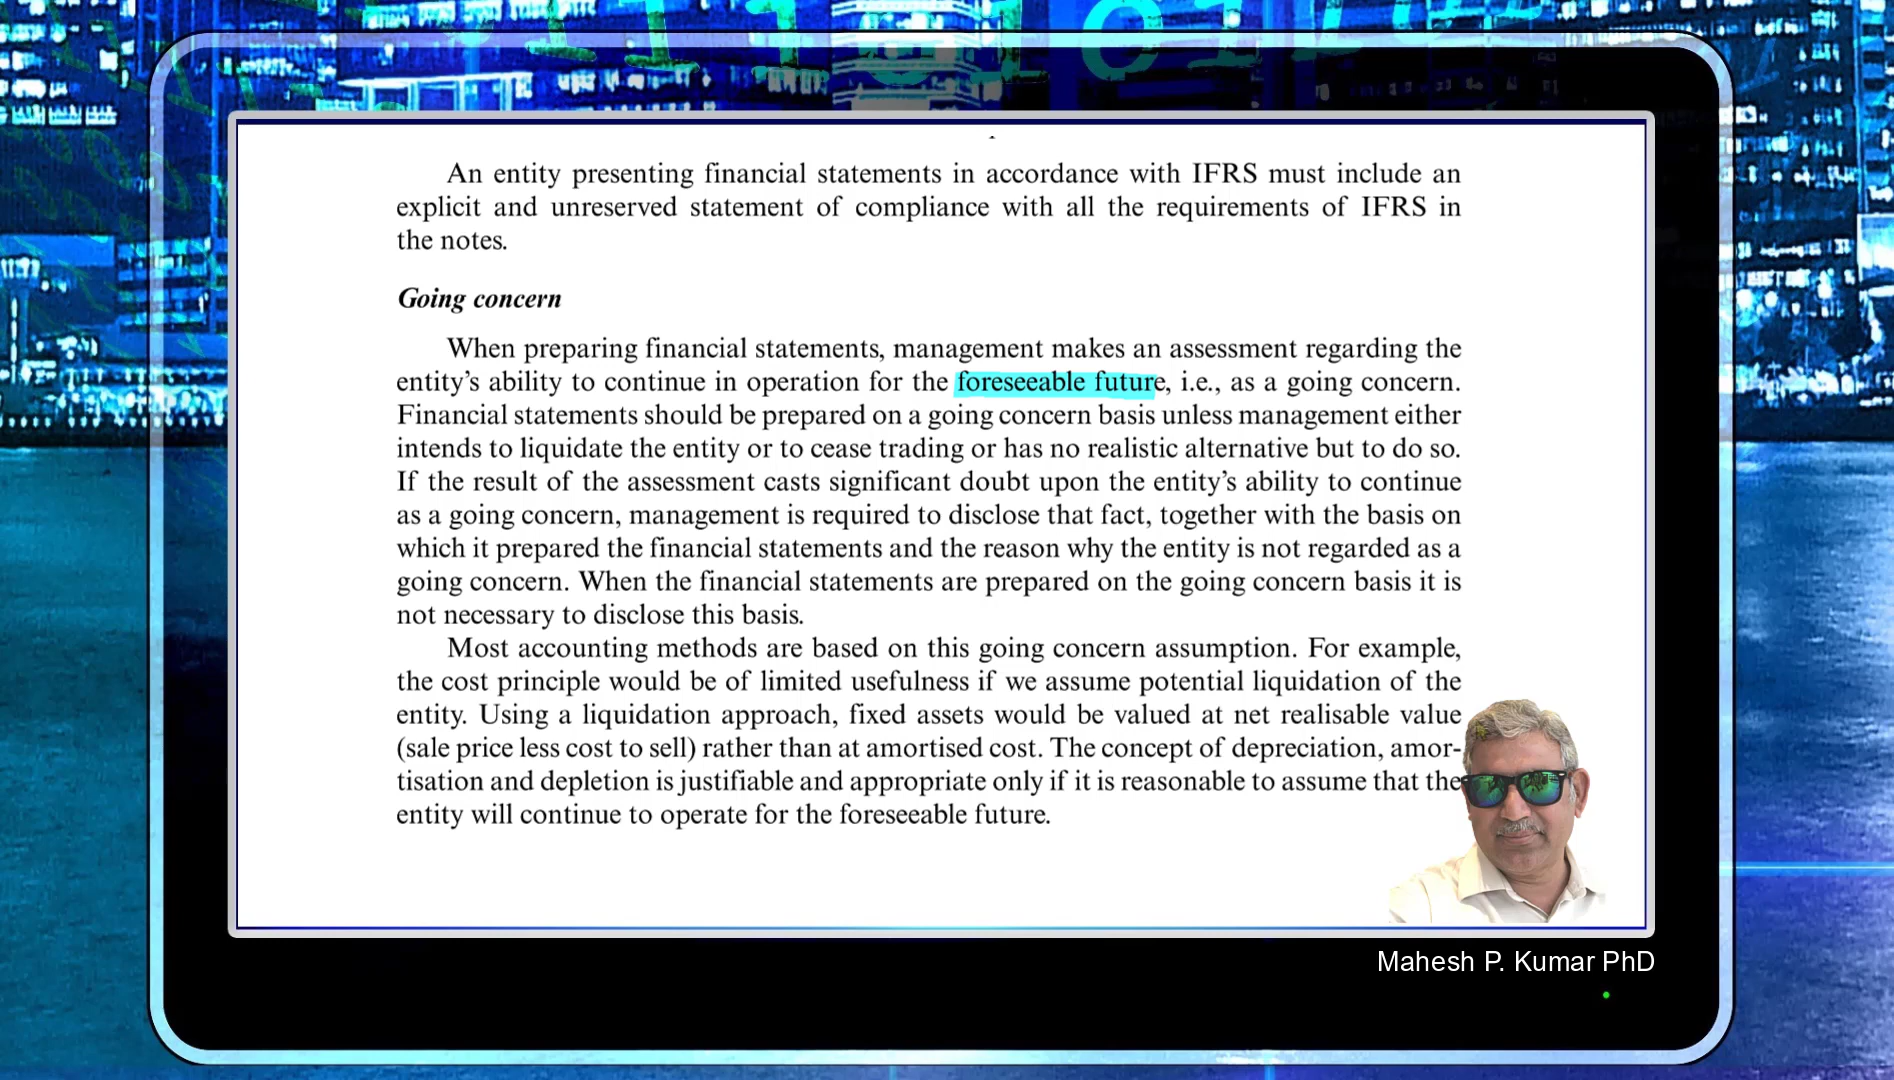 An entity presenting financial statements in accordance with IFRS must include an
explicit and unreserved statement of compliance with all the requirements of IFRS in
the notes.
Going concern
When preparing financial statements, management makes an assessment regarding the
entity’s ability to continue in operation for the foreseeable future, i.e., as a going concern.
Financial statements should be prepared on a going concern basis unless management either
intends to liquidate the entity or to cease trading or has no realistic alternative but to do so.
If the result of the assessment casts significant doubt upon the entity’s ability to continue
as a going concern, management is required to disclose that fact, together with the basis on
which it prepared the financial statements and the reason why the entity is not regarded as a
going concern. When the financial statements are prepared on the going concern basis it is
not necessary to disclose this basis.
Most accounting methods are based on this going concern assumption. For example,
the cost principle would be of limited usefulness if we assume potential liquidation of the
entity. Using a liquidation approach, fixed assets would be valued at net realisable value
(sale price less cost to sell) rather than at amortised cost. The concept of depreciation, amor-
tisation and depletion is justifiable and appropriate only if it is reasonable to assume that the
entity will continue to operate for the foreseeable future.
Mahesh P. Kumar PhD